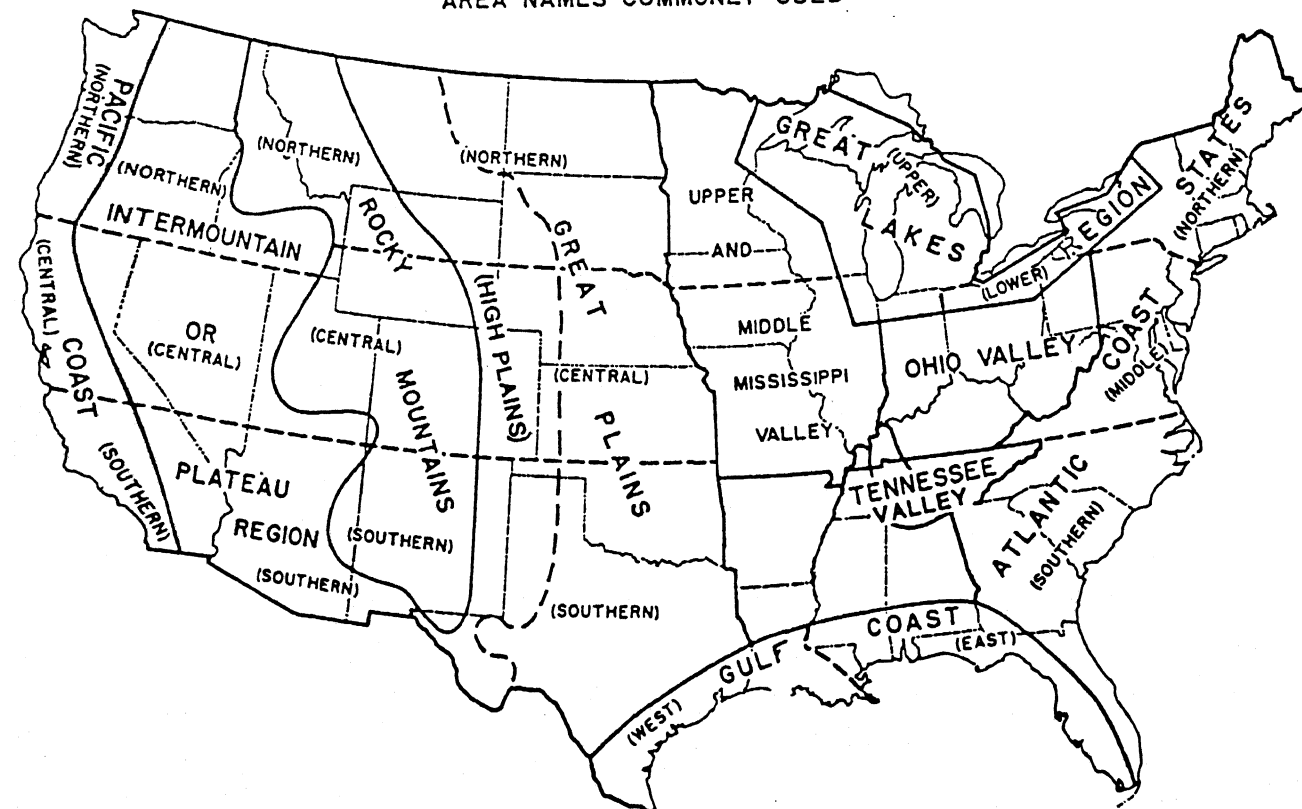 AREA NAMES COMMONLY USED
PACIFIC
(NORTHERN)
(CENTRAL)
COAST
(SOUTHERN)
(NORTHERN)
INTERMOUNTAIN
OR
(CENTRAL)
PLATEAU
REGION
(SOUTHERN)
(NORTHERN)
ROCKY
(CENTRAL)
MOUNTAINS
(SOUTHERN)
(NORTHERN)
GREAT
(HIGH PLAINS)
(CENTRAL)
PLAINS
(SOUTHERN)
UPPER
AND
MIDDLE
MISSISSIPPI
VALLEY
GREAT
(UPPER)
LAKES
REGION
(LOWER)
OHIO VALLEY
TENNESSEE
VALLEY
STATES
(NORTHERN)
COAST
(MIDDLE)
ATLANTIC
(SOUTHERN)
GULF
COAST
(WEST)
(EAST)